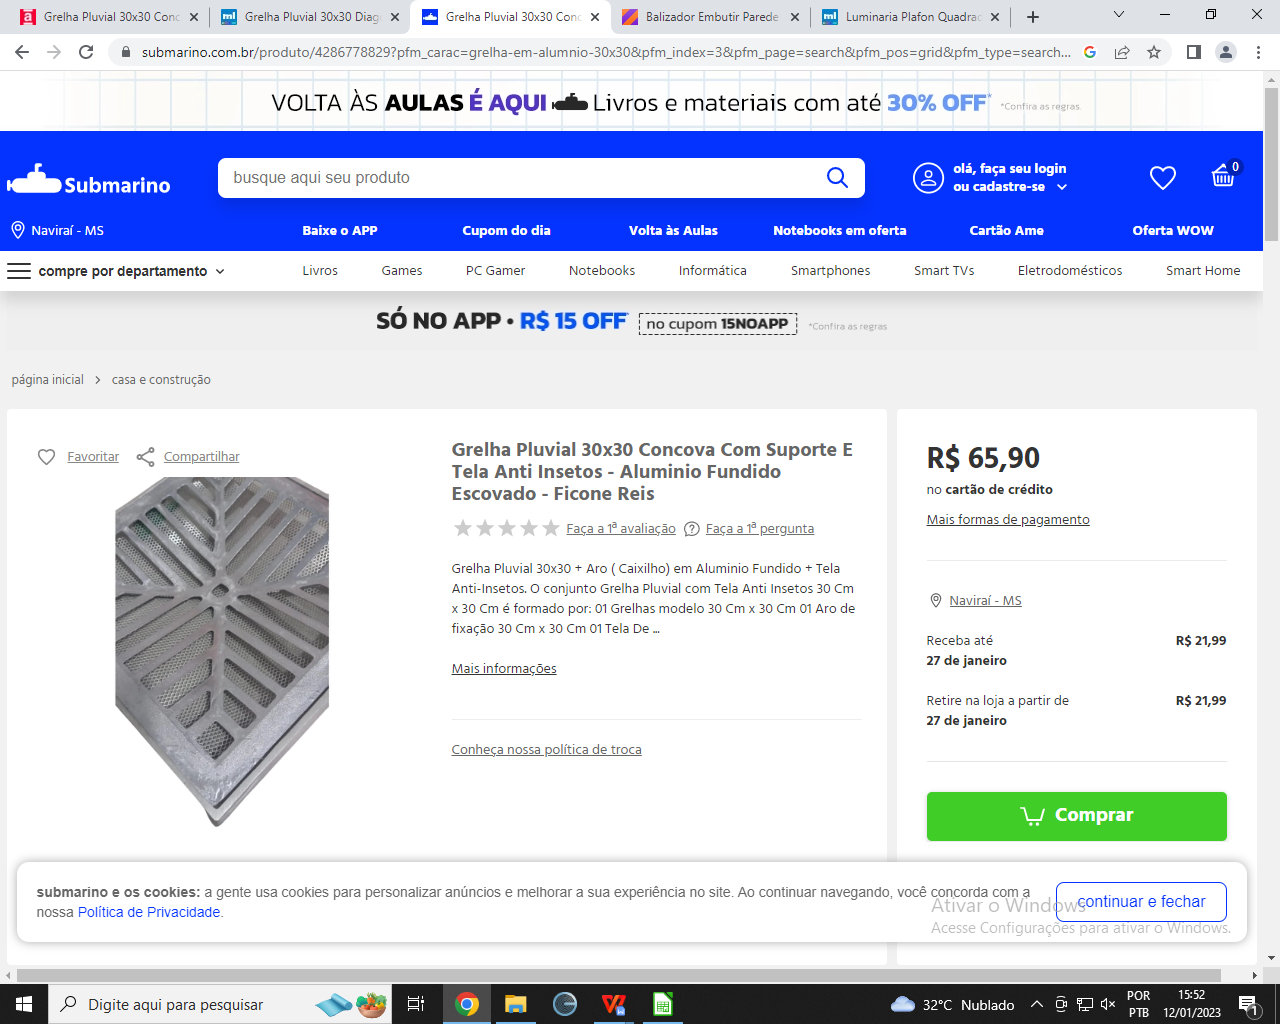 Grelha Pluvial 30x30 Conc
Grelha Pluvial 30x30 Diag
Grelha Pluvial 30x30 Conc
Balizador Embutir Parede
Luminaria Plafon Quadrad
submarino.com.br/produto/4286778829?pfm_carac=grelha-em-alumnio-30x30&pfm_index=3&pfm_page=search&pfm_pos=grid&pfm_type=search...
VOLTA ÀS AULAS É AQUI Livros e materiais com até 30% OFF* *Confira as regras.
Submarino
busque aqui seu produto
olá, faça seu login
ou cadastre-se
0
Naviraí - MS
Baixe o APP
Cupom do dia
Volta às Aulas
Notebooks em oferta
Cartão Ame
Oferta WOW
compre por departamento
Livros
Games
PC Gamer
Notebooks
Informática
Smartphones
Smart TVs
Eletrodomésticos
Smart Home
SÓ NO APP • R$ 15 OFF* no cupom 15NOAPP *Confira as regras
página inicial > casa e construção
Favoritar
Compartilhar
Grelha Pluvial 30x30 Concova Com Suporte E
Tela Anti Insetos - Aluminio Fundido
Escovado - Ficone Reis
Faça a 1ª avaliação
Faça a 1ª pergunta
Grelha Pluvial 30x30 + Aro ( Caixilho) em Aluminio Fundido + Tela
Anti-Insetos. O conjunto Grelha Pluvial com Tela Anti Insetos 30 Cm
x 30 Cm é formado por: 01 Grelhas modelo 30 Cm x 30 Cm 01 Aro de
fixação 30 Cm x 30 Cm 01 Tela De ...
Mais informações
Conheça nossa política de troca
R$ 65,90
no cartão de crédito
Mais formas de pagamento
Naviraí - MS
Receba até R$ 21,99
27 de janeiro
Retire na loja a partir de R$ 21,99
27 de janeiro
Comprar
submarino e os cookies: a gente usa cookies para personalizar anúncios e melhorar a sua experiência no site. Ao continuar navegando, você concorda com a
nossa Política de Privacidade.
continuar e fechar
Ativar o Windows
Acesse Configurações para ativar o Windows.
Digite aqui para pesquisar
32°C Nublado
POR
PTB
15:52
12/01/2023
1